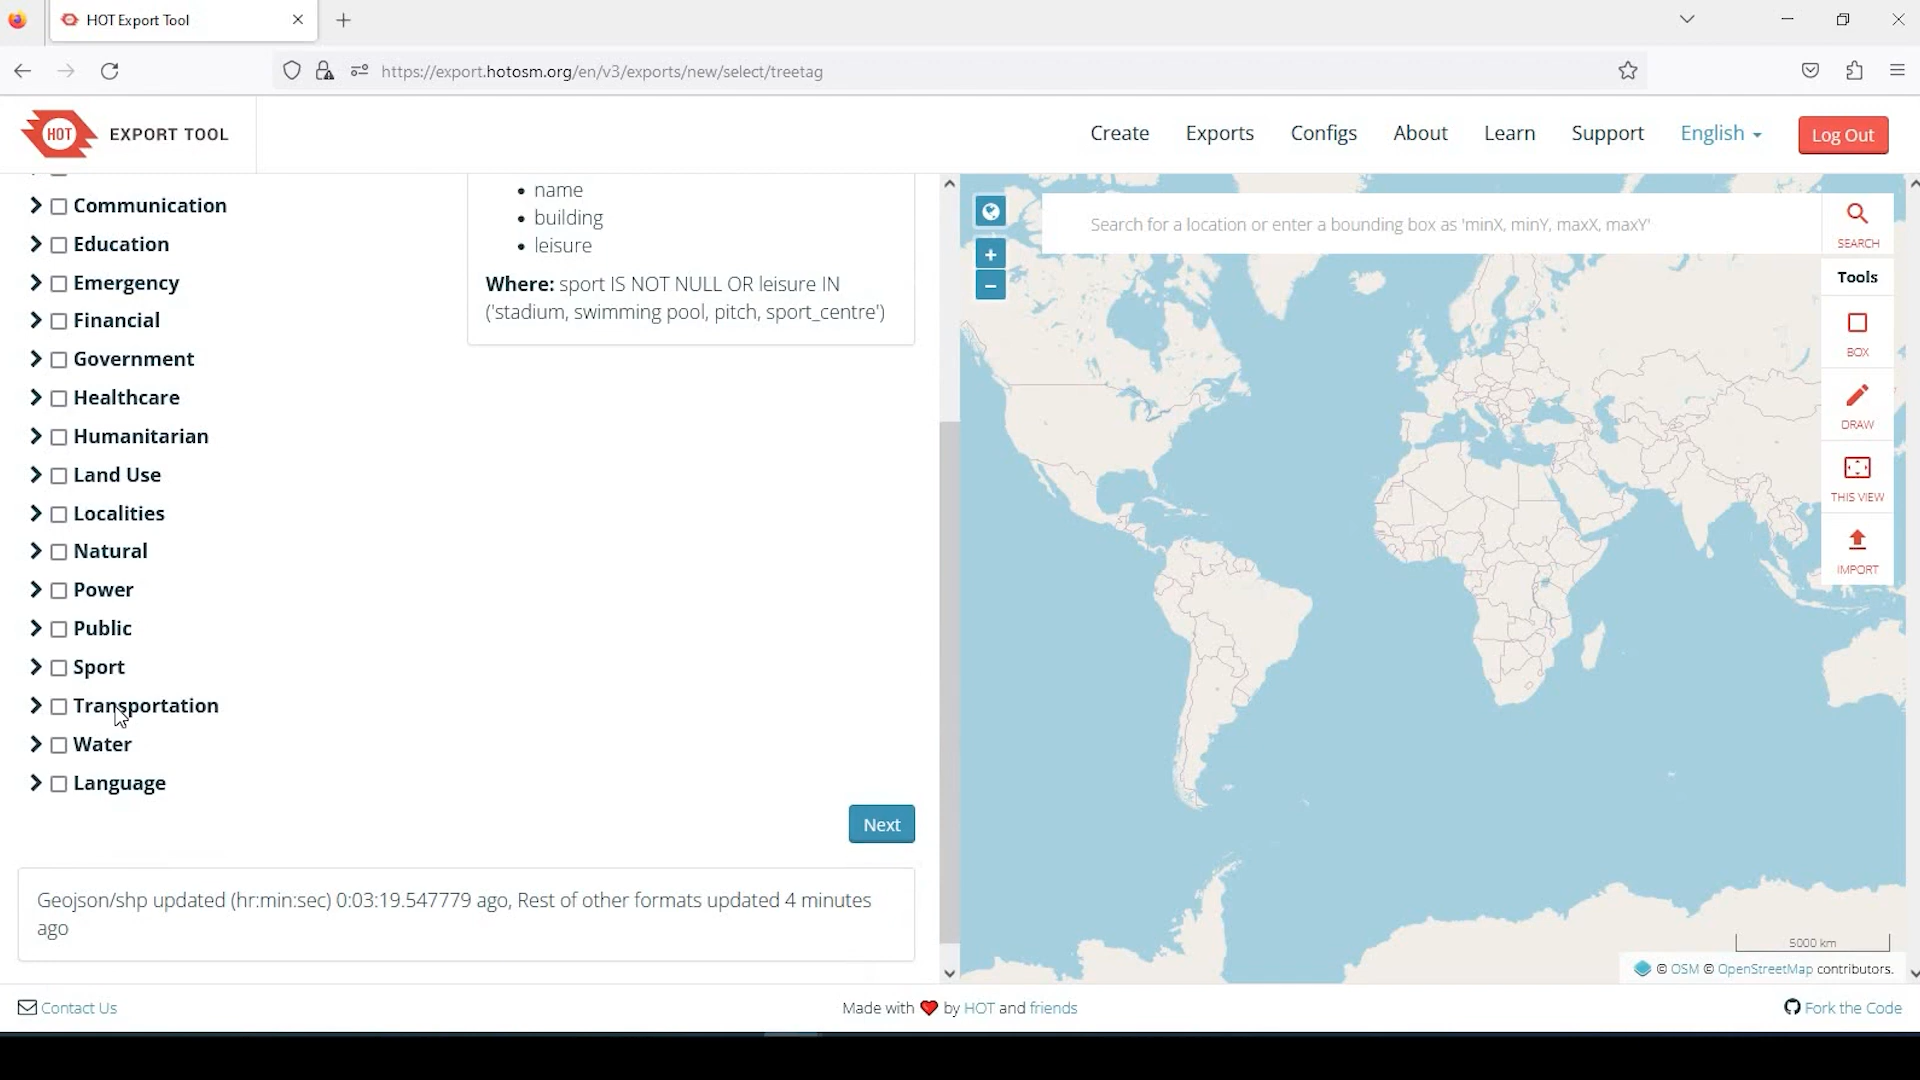 HOT Export Tool
https://export.hotosm.org/en/v3/exports/new/select/treetag
HOT
EXPORT TOOL
Create
Exports
Configs
About
Learn
Support
English
Log Out
Communication
Education
Emergency
Financial
Government
Healthcare
Humanitarian
Land Use
Localities
Natural
Power
Public
Sport
Transportation
Water
Language
name
building
leisure
Where: sport IS NOT NULL OR leisure IN
('stadium, swimming pool, pitch, sport_centre')
Next
Geojson/shp updated (hr:min:sec) 0:03:19.547779 ago, Rest of other formats updated 4 minutes
ago
+
−
Search for a location or enter a bounding box as 'minX, minY, maxX, maxY'
SEARCH
Tools
BOX
DRAW
THIS VIEW
IMPORT
5000 km
© OSM © OpenStreetMap contributors.
Contact Us
Made with ❤ by HOT and friends
Fork the Code